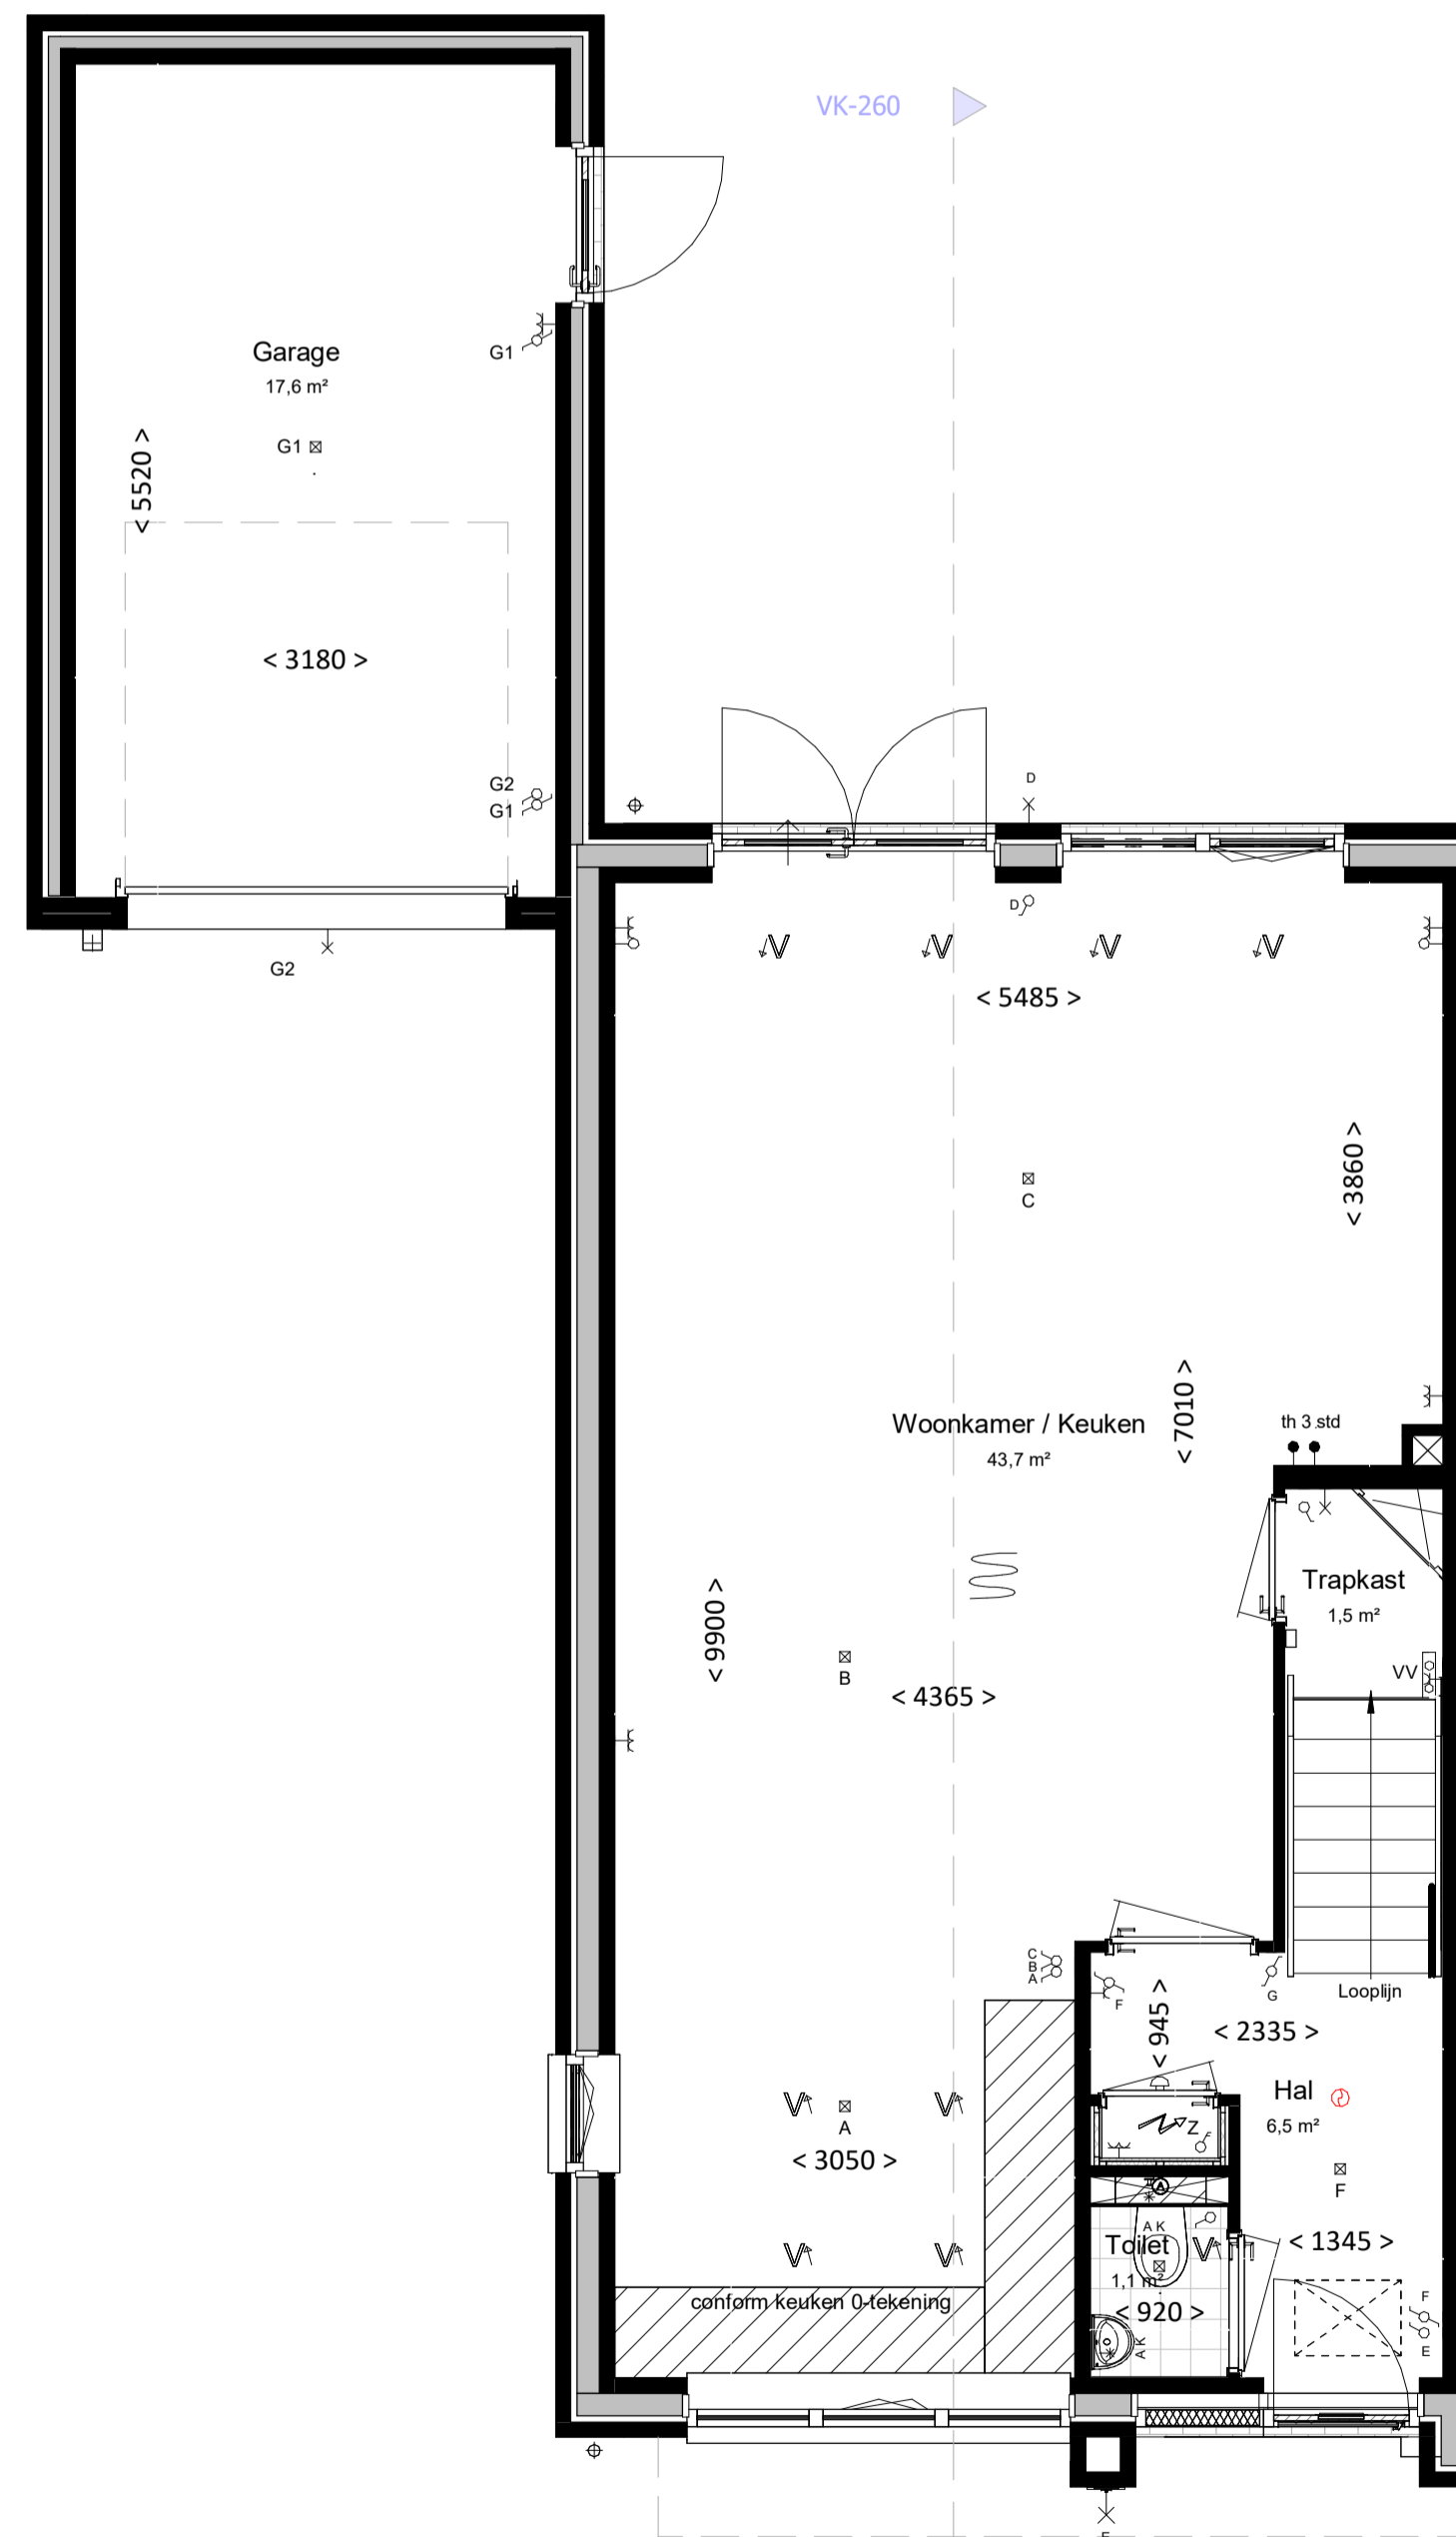 VK-260
Garage
17,6 m²
G1
G1
< 5520 >
< 3180 >
G2
G1
G2
D
D
V
V
V
V
< 5485 >
C
< 3860 >
Woonkamer / Keuken
43,7 m²
< 7010 >
th 3 std
Trapkast
1,5 m²
VV
< 9900 >
B
< 4365 >
C
B
A
F
G
Looplijn
< 945 >
< 2335 >
Hal
6,5 m²
V
V
A
Z
< 3050 >
F
A K
Toilet
V
1,1 m²
< 1345 >
V
V
conform keuken 0-tekening
< 920 >
A K
F
E